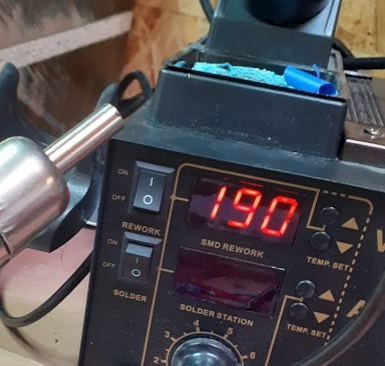 ON
I
OFF
REWORK
190
SMD REWORK
TEMP. SET
ON
I
O
OFF
SOLDER
SOLDER STATION
TEMP. SET
2
3
4
5
6